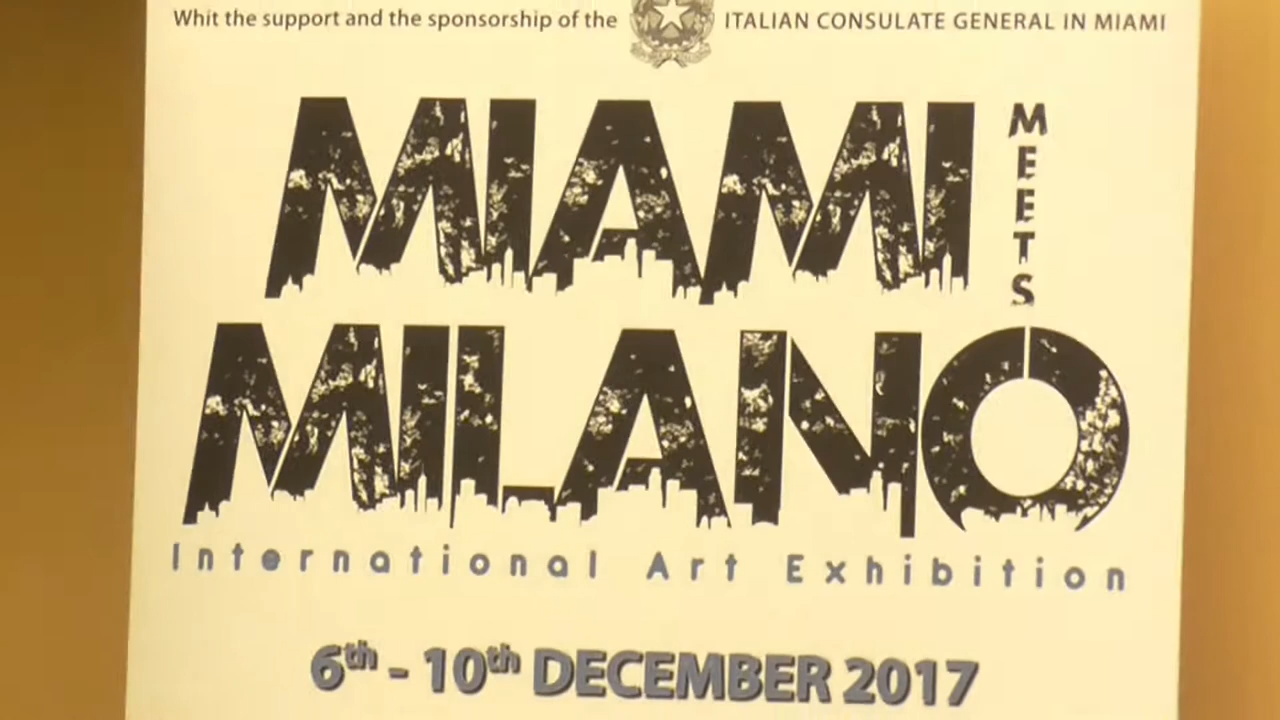 Whit the support and the sponsorship of the ITALIAN CONSULATE GENERAL IN MIAMI
MIAMI MEETS
MILANO
International Art Exhibition
6th - 10th DECEMBER 2017